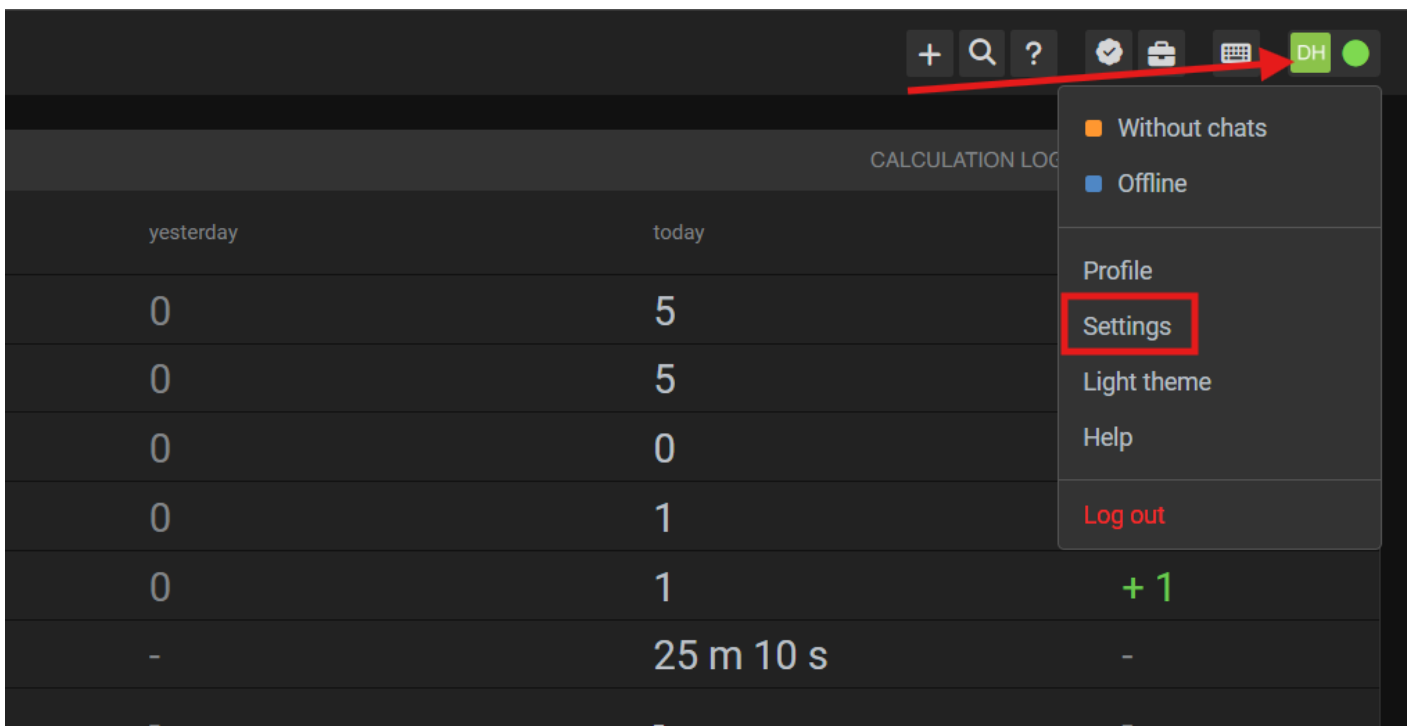 + ? DH
Without chats
CALCULATION LOG
Offline
yesterday today
Profile
0 5
Settings
0 5
Light theme
0 0
Help
0 1
Log out
0 1 + 1
- 25 m 10 s -
- - -